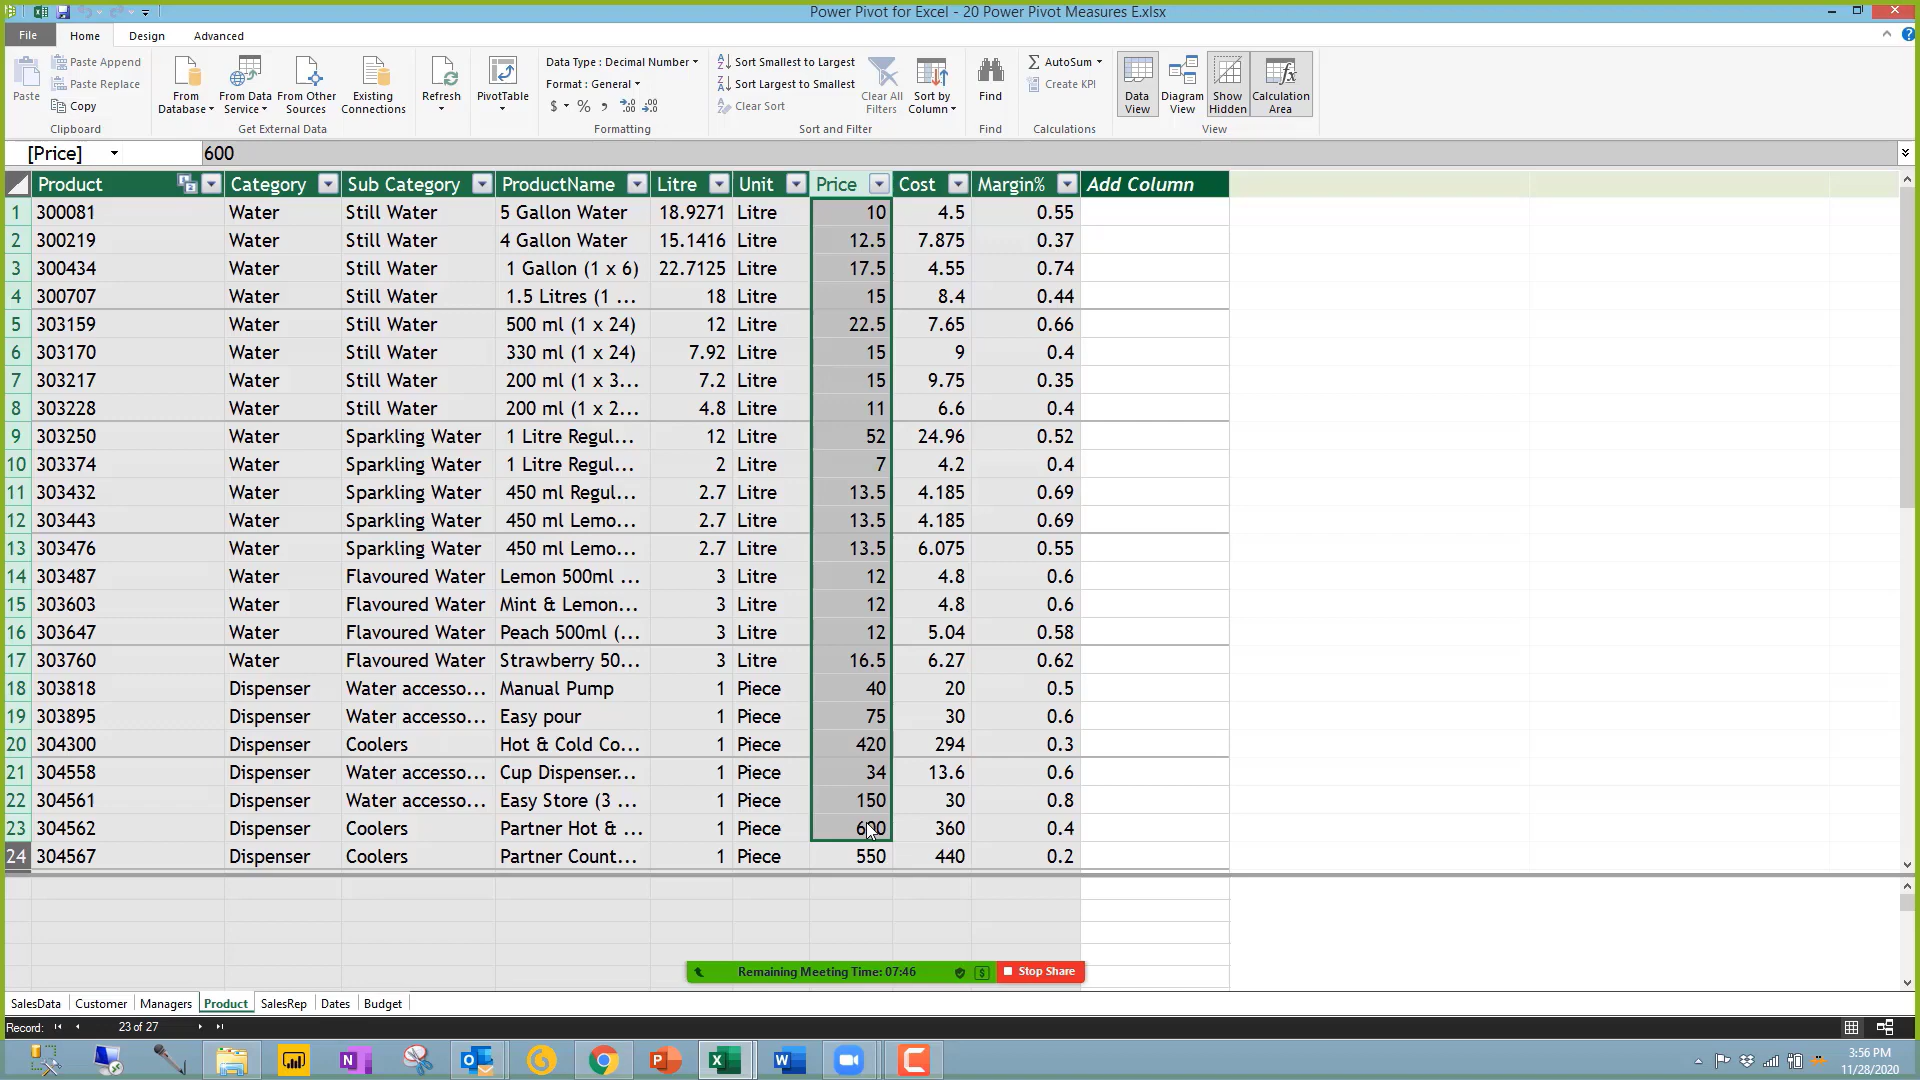 Power Pivot for Excel - 20 Power Pivot Measures E.xlsx
File Home Design Advanced
Paste
Paste Append
Paste Replace
Copy
Clipboard
From Database
From Data Service
From Other Sources
Existing Connections
Get External Data
Refresh
PivotTable
Data Type : Decimal Number
Format : General
$ % , .00 .00
Formatting
Sort Smallest to Largest
Sort Largest to Smallest
Clear Sort
Clear All Filters
Sort by Column
Sort and Filter
Find
Find
AutoSum
Create KPI
Calculations
Data View
Diagram View
Show Hidden
Calculation Area
View
[Price] 600
Product Category Sub Category ProductName Litre Unit Price Cost Margin% Add Column
1 300081 Water Still Water 5 Gallon Water 18.9271 Litre 10 4.5 0.55
2 300219 Water Still Water 4 Gallon Water 15.1416 Litre 12.5 7.875 0.37
3 300434 Water Still Water 1 Gallon (1 x 6) 22.7125 Litre 17.5 4.55 0.74
4 300707 Water Still Water 1.5 Litres (1 ... 18 Litre 15 8.4 0.44
5 303159 Water Still Water 500 ml (1 x 24) 12 Litre 22.5 7.65 0.66
6 303170 Water Still Water 330 ml (1 x 24) 7.92 Litre 15 9 0.4
7 303217 Water Still Water 200 ml (1 x 3... 7.2 Litre 15 9.75 0.35
8 303228 Water Still Water 200 ml (1 x 2... 4.8 Litre 11 6.6 0.4
9 303250 Water Sparkling Water 1 Litre Regul... 12 Litre 52 24.96 0.52
10 303374 Water Sparkling Water 1 Litre Regul... 2 Litre 7 4.2 0.4
11 303432 Water Sparkling Water 450 ml Regul... 2.7 Litre 13.5 4.185 0.69
12 303443 Water Sparkling Water 450 ml Lemo... 2.7 Litre 13.5 4.185 0.69
13 303476 Water Sparkling Water 450 ml Lemo... 2.7 Litre 13.5 6.075 0.55
14 303487 Water Flavoured Water Lemon 500ml ... 3 Litre 12 4.8 0.6
15 303603 Water Flavoured Water Mint & Lemon... 3 Litre 12 4.8 0.6
16 303647 Water Flavoured Water Peach 500ml (... 3 Litre 12 5.04 0.58
17 303760 Water Flavoured Water Strawberry 50... 3 Litre 16.5 6.27 0.62
18 303818 Dispenser Water accesso... Manual Pump 1 Piece 40 20 0.5
19 303895 Dispenser Water accesso... Easy pour 1 Piece 75 30 0.6
20 304300 Dispenser Coolers Hot & Cold Co... 1 Piece 420 294 0.3
21 304558 Dispenser Water accesso... Cup Dispenser... 1 Piece 34 13.6 0.6
22 304561 Dispenser Water accesso... Easy Store (3 ... 1 Piece 150 30 0.8
23 304562 Dispenser Coolers Partner Hot & ... 1 Piece 600 360 0.4
24 304567 Dispenser Coolers Partner Count... 1 Piece 550 440 0.2
Remaining Meeting Time: 07:46 Stop Share
SalesData Customer Managers Product SalesRep Dates Budget
Record: 23 of 27
3:56 PM
11/28/2020